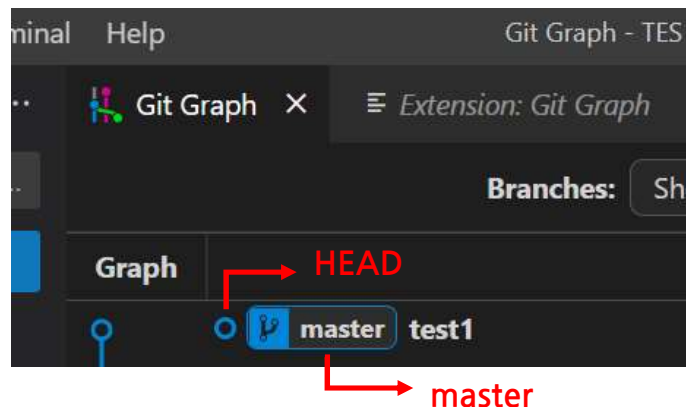 minal Help Git Graph - TES
Git Graph × Extension: Git Graph
Branches: Sh
Graph HEAD
master test1
master